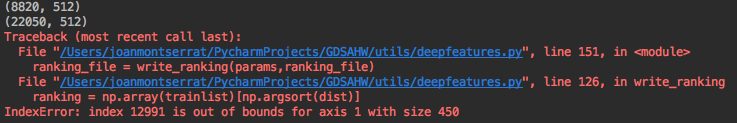 (8820, 512)
(22050, 512)
Traceback (most recent call last):
  File "/Users/joanmontserrat/PycharmProjects/GDSAHW/utils/deepfeatures.py", line 151, in <module>
    ranking_file = write_ranking(params,ranking_file)
  File "/Users/joanmontserrat/PycharmProjects/GDSAHW/utils/deepfeatures.py", line 126, in write_ranking
    ranking = np.array(trainlist)[np.argsort(dist)]
IndexError: index 12991 is out of bounds for axis 1 with size 450